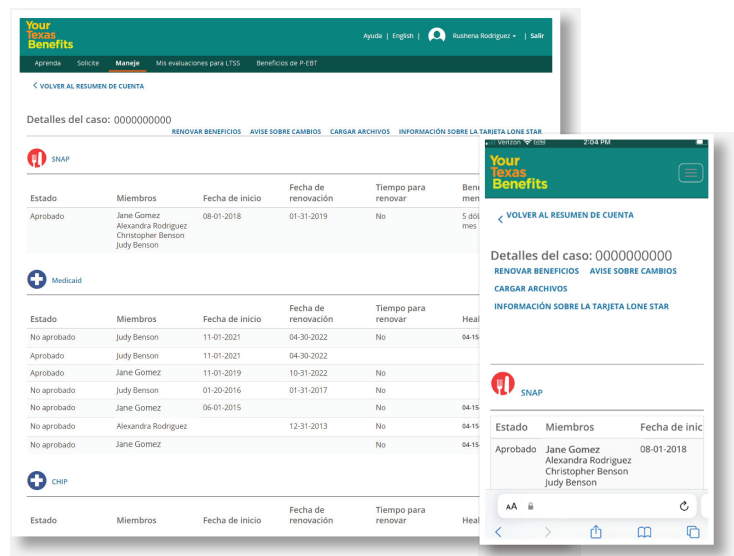 Your
Texas
Benefits
Ayuda | English | Rushena Rodriguez | Salir
Aprenda Solicite Maneje Mis evaluaciones para LTSS Beneficios de P-EBT
VOLVER AL RESUMEN DE CUENTA
Detalles del caso: 0000000000
RENOVAR BENEFICIOS AVISE SOBRE CAMBIOS CARGAR ARCHIVOS INFORMACIÓN SOBRE LA TARJETA LONE STAR
SNAP
Estado Miembros Fecha de inicio Fecha de renovación Tiempo para renovar
Aprobado Jane Gomez 08-01-2018 01-31-2019 No 5
Alexandra Rodriguez mes
Christopher Benson
Judy Benson
Medicaid
Estado Miembros Fecha de inicio Fecha de renovación Tiempo para renovar
No aprobado Judy Benson 11-01-2021 04-30-2022 No 04-15
Aprobado Judy Benson 11-01-2021 04-30-2022
Aprobado Jane Gomez 11-01-2019 10-31-2022 No
No aprobado Judy Benson 01-20-2016 01-31-2017 No
No aprobado Jane Gomez 06-01-2015 No 04-15
No aprobado Alexandra Rodriguez 12-31-2013 No 04-15
No aprobado Jane Gomez No 04-15
CHIP
Estado Miembros Fecha de inicio Fecha de renovación Tiempo para renovar
Verizon 2:04 PM
Your
Texas
Benefits
VOLVER AL RESUMEN DE CUENTA
Detalles del caso: 0000000000
RENOVAR BENEFICIOS AVISE SOBRE CAMBIOS
CARGAR ARCHIVOS
INFORMACIÓN SOBRE LA TARJETA LONE STAR
SNAP
Estado Miembros Fecha de inic
Aprobado Jane Gomez 08-01-2018
Alexandra Rodriguez
Christopher Benson
Judy Benson
AA